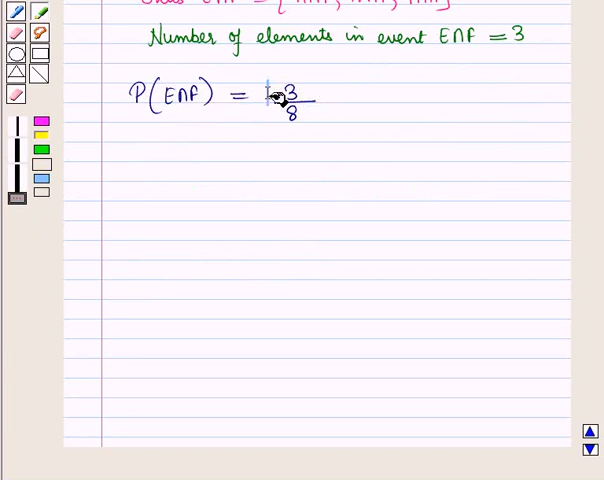 Number of elements in event E∩F = 3
P(E∩F) = 3/8